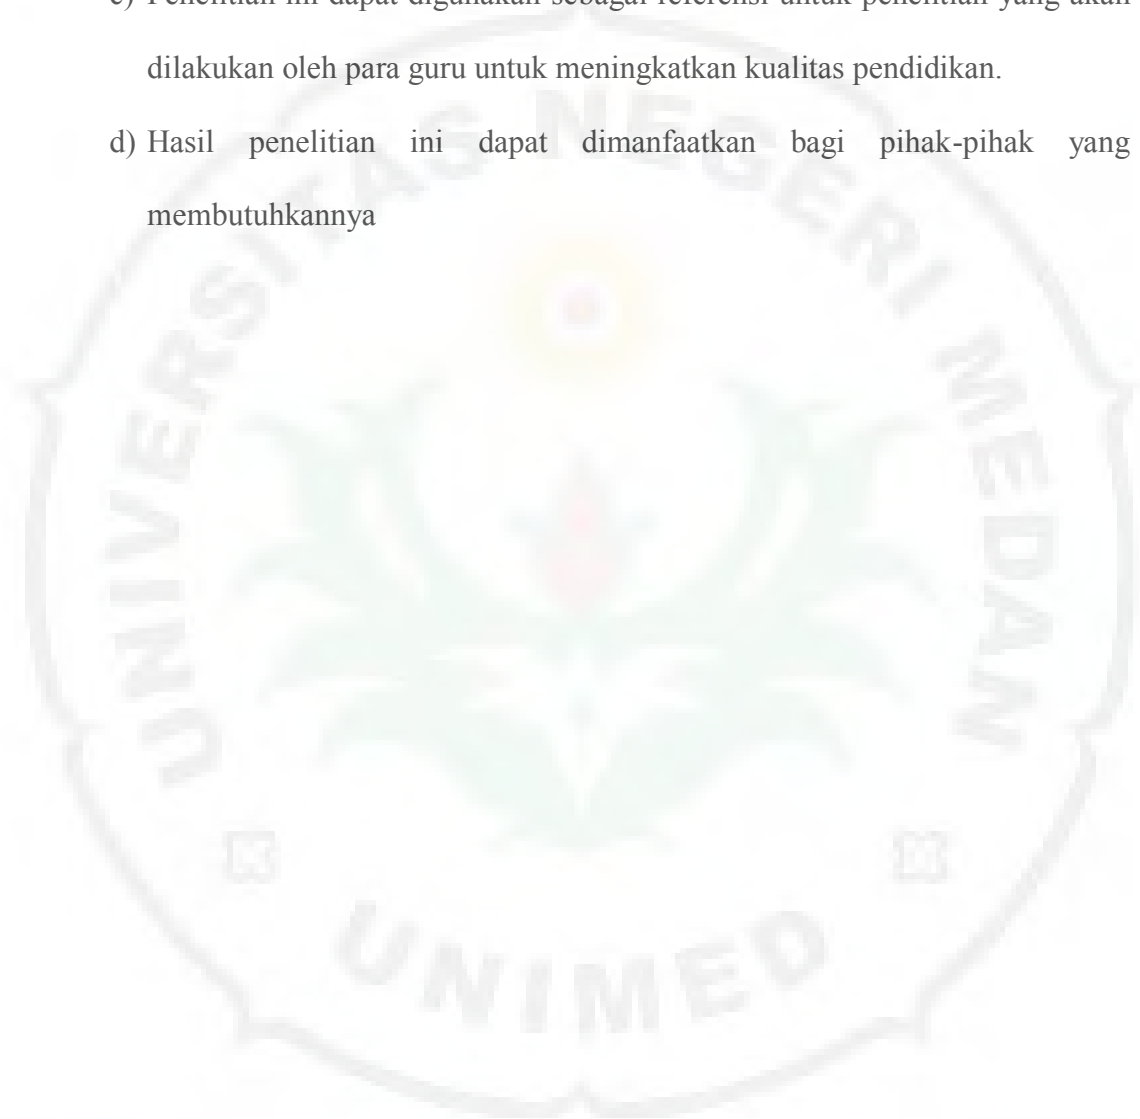 c) Penelitian ini dapat digunakan sebagai referensi untuk penelitian yang akan
dilakukan oleh para guru untuk meningkatkan kualitas pendidikan.
d) Hasil penelitian ini dapat dimanfaatkan bagi pihak-pihak yang
membutuhkannya
UNIVERSITAS NEGERI MEDAN
UNIMED